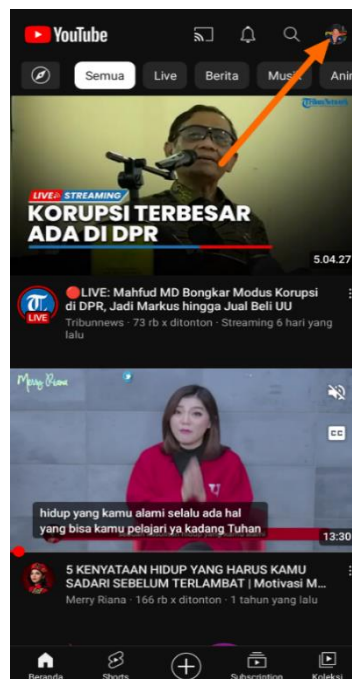 YouTube
Semua Live Berita Musik Anir
TribunNews
LIVE STREAMING
KORUPSI TERBESAR
ADA DI DPR
5.04.27
LIVE
🔴LIVE: Mahfud MD Bongkar Modus Korupsi
di DPR, Jadi Markus hingga Jual Beli UU
Tribunnews · 73 rb x ditonton · Streaming 6 hari yang
lalu
Merry Riana
CC
hidup yang kamu alami selalu ada hal
yang bisa kamu pelajari ya kadang Tuhan
13:30
5 KENYATAAN HIDUP YANG HARUS KAMU
SADARI SEBELUM TERLAMBAT | Motivasi M...
Merry Riana · 166 rb x ditonton · 1 tahun yang lalu
Beranda Shorts Subscription Koleksi